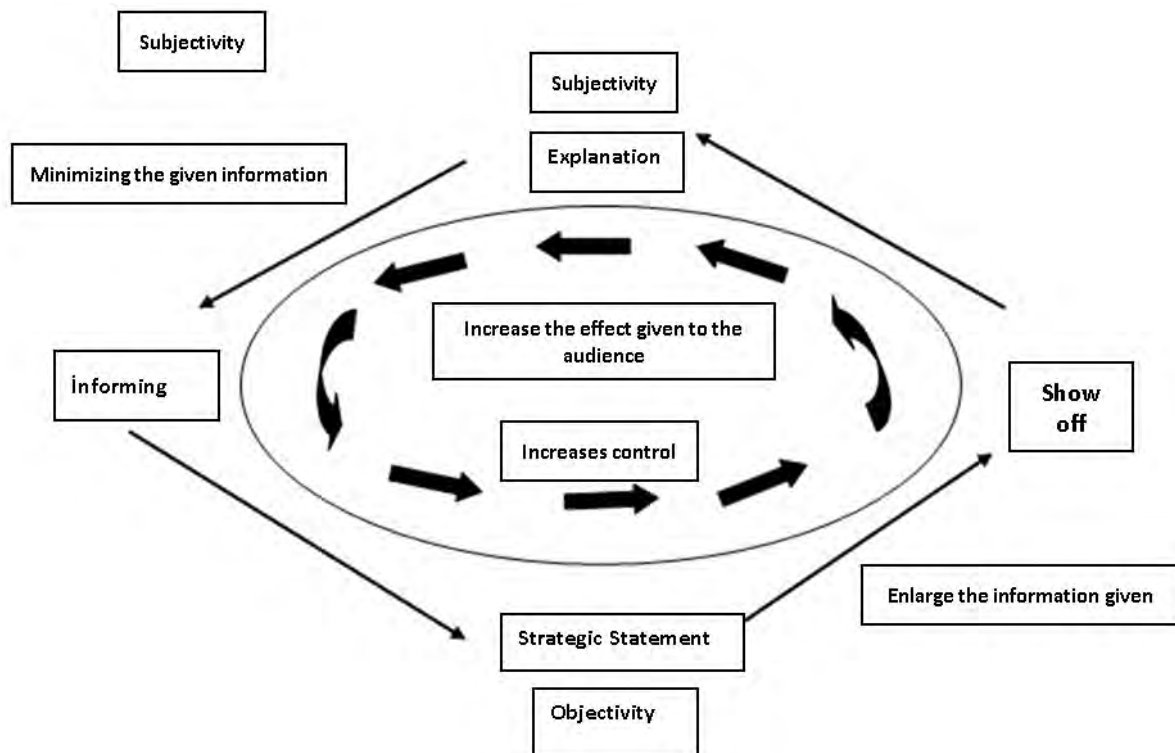 Subjectivity
Subjectivity
Minimizing the given information
Explanation
Increase the effect given to the
audience
İnforming
Show
off
Increases control
Enlarge the information given
Strategic Statement
Objectivity